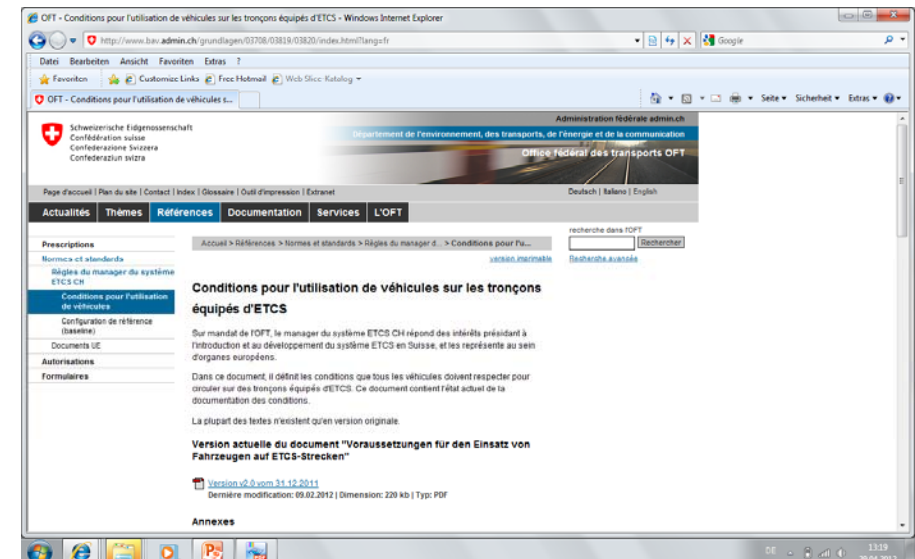 OFT - Conditions pour l'utilisation de véhicules sur les tronçons équipés d'ETCS - Windows Internet Explorer
http://www.bav.admin.ch/grundlagen/03708/03819/03820/index.html?lang=fr
Google
Datei Bearbeiten Ansicht Favoriten Extras ?
Favoriten Customize Links Free Hotmail Web Slice-Katalog
OFT - Conditions pour l'utilisation de véhicules s...
Seite Sicherheit Extras
Administration fédérale admin.ch
Schweizerische Eidgenossenschaft
Confédération suisse
Confederazione Svizzera
Confederaziun svizra
Département de l'environnement, des transports, de l'énergie et de la communication
Office fédéral des transports OFT
Page d'accueil | Plan du site | Contact | Index | Glossaire | Outil d'impression | Extranet
Deutsch | Italiano | English
Actualités Thèmes Références Documentation Services L'OFT
recherche dans l'OFT
Rechercher
Recherche avancée
Prescriptions
Normes et standards
Règles du manager du système
ETCS CH
Conditions pour l'utilisation
de véhicules
Configuration de référence
(baseline)
Documents UE
Autorisations
Formulaires
Accueil > Références > Normes et standards > Règles du manager d... > Conditions pour l'u...
version imprimable
Conditions pour l'utilisation de véhicules sur les tronçons
équipés d'ETCS
Sur mandat de l'OFT, le manager du système ETCS CH répond des intérêts présidant à
l'introduction et au développement du système ETCS en Suisse, et les représente au sein
d'organes européens.
Dans ce document, il définit les conditions que tous les véhicules doivent respecter pour
circuler sur des tronçons équipés d'ETCS. Ce document contient l'état actuel de la
documentation des conditions.
La plupart des textes n'existent qu'en version originale.
Version actuelle du document "Voraussetzungen für den Einsatz von
Fahrzeugen auf ETCS-Strecken"
Version v2.0 vom 31.12.2011
Dernière modification: 09.02.2012 | Dimension: 220 kb | Typ: PDF
Annexes
DE
13:19